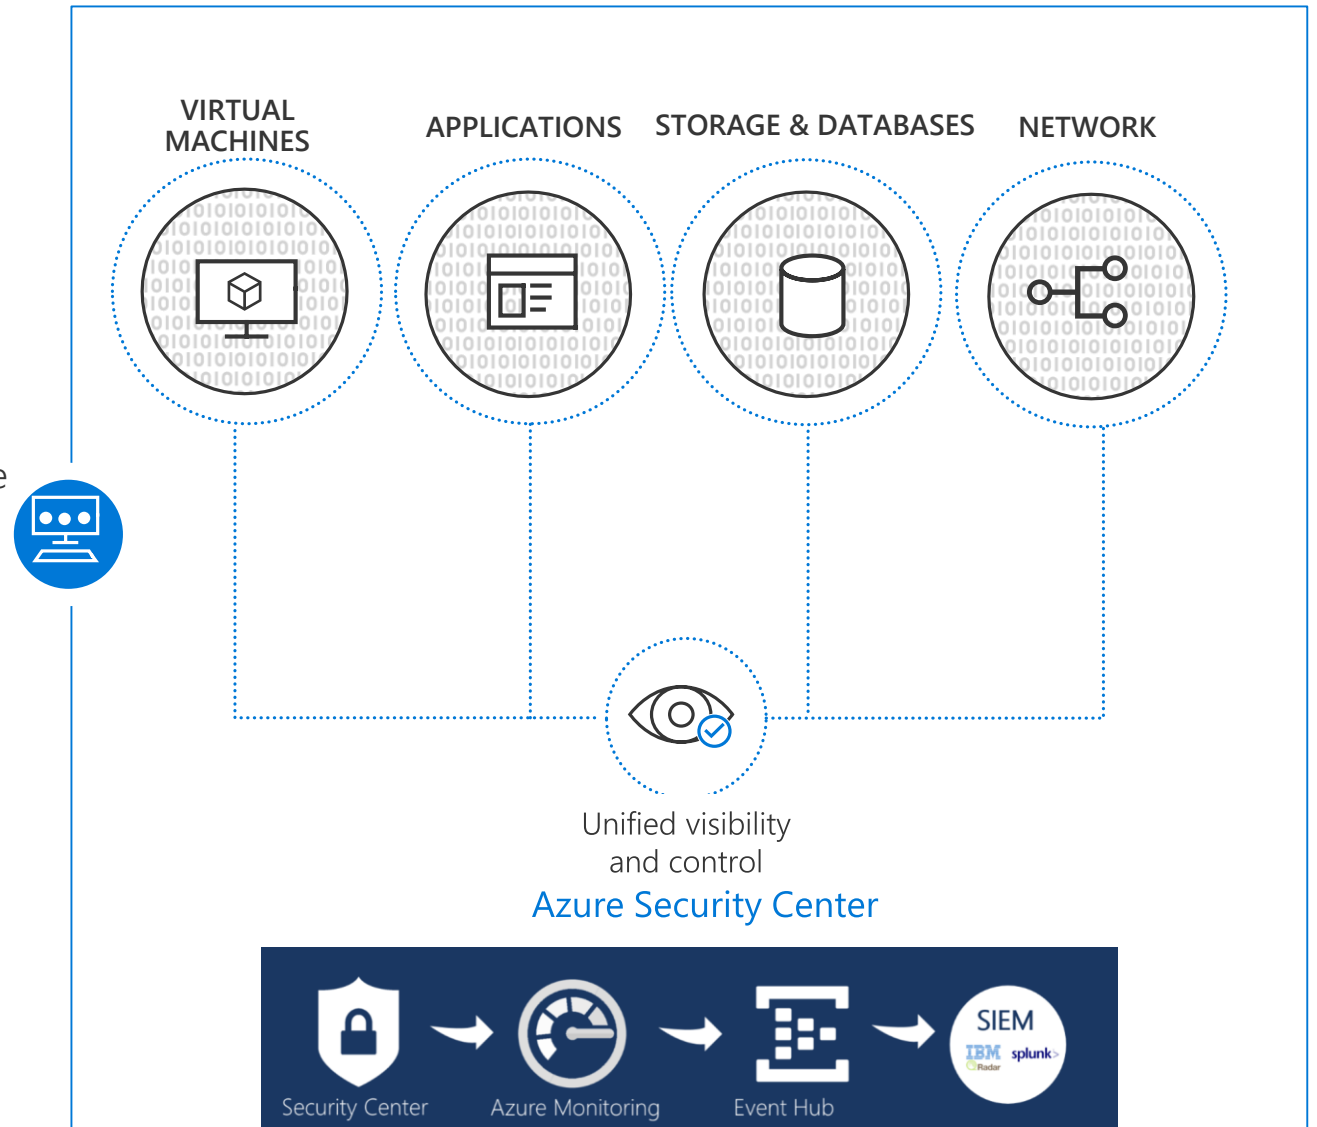 VIRTUAL
MACHINES
APPLICATIONS
STORAGE & DATABASES
NETWORK
e
Unified visibility
and control
Azure Security Center
SIEM
IBM
Radar
splunk>
Security Center
Azure Monitoring
Event Hub